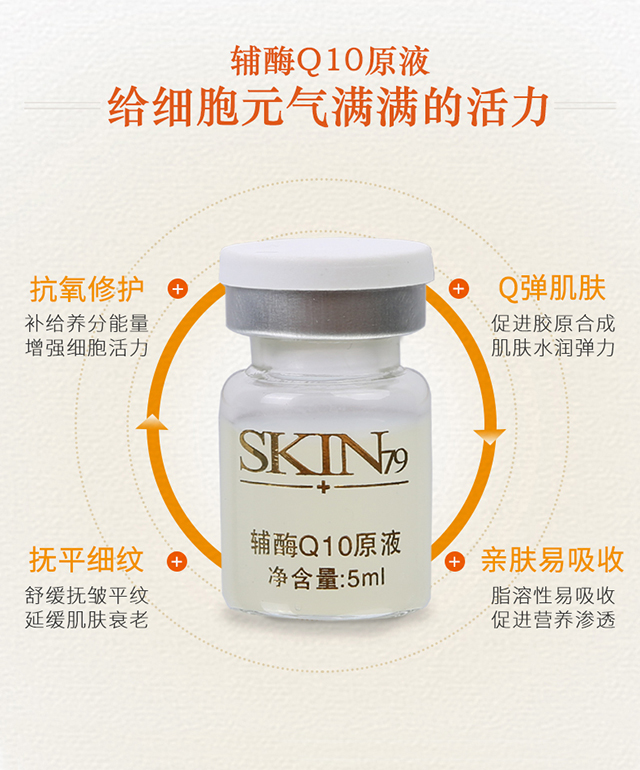 辅酶Q10原液
给细胞元气满满的活力
抗氧修护
补给养分能量
增强细胞活力
Q弹肌肤
促进胶原合成
肌肤水润弹力
SKIN79
辅酶Q10原液
净含量:5ml
抚平细纹
舒缓抚皱平纹
延缓肌肤衰老
亲肤易吸收
脂溶性易吸收
促进营养渗透